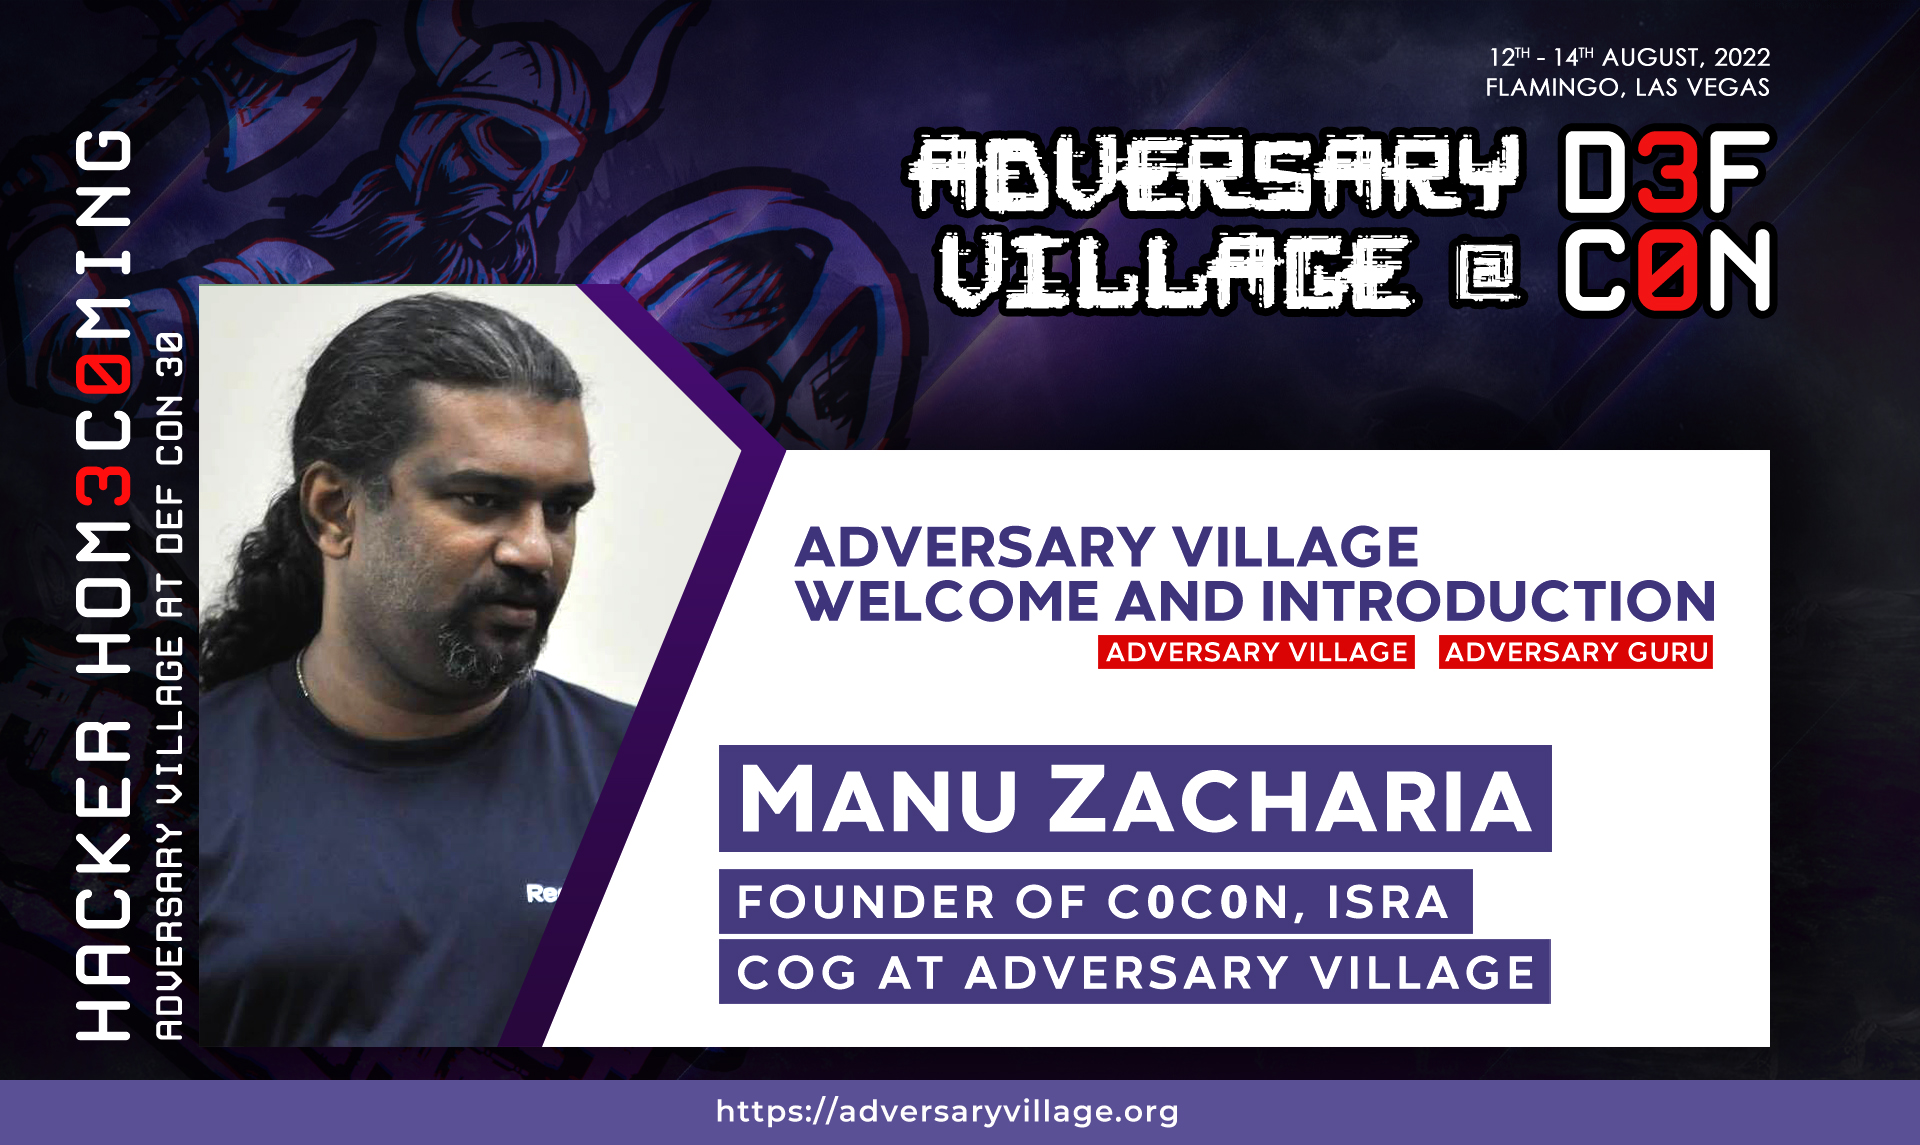 12TH - 14TH AUGUST, 2022
FLAMINGO, LAS VEGAS
ADVERSARY D3F
VILLAGE @ C0N
HACKER HOM3C0MING
ADVERSARY VILLAGE AT DEF CON 30
ADVERSARY VILLAGE
WELCOME AND INTRODUCTION
ADVERSARY VILLAGE ADVERSARY GURU
MANU ZACHARIA
FOUNDER OF C0C0N, ISRA
COG AT ADVERSARY VILLAGE
https://adversaryvillage.org